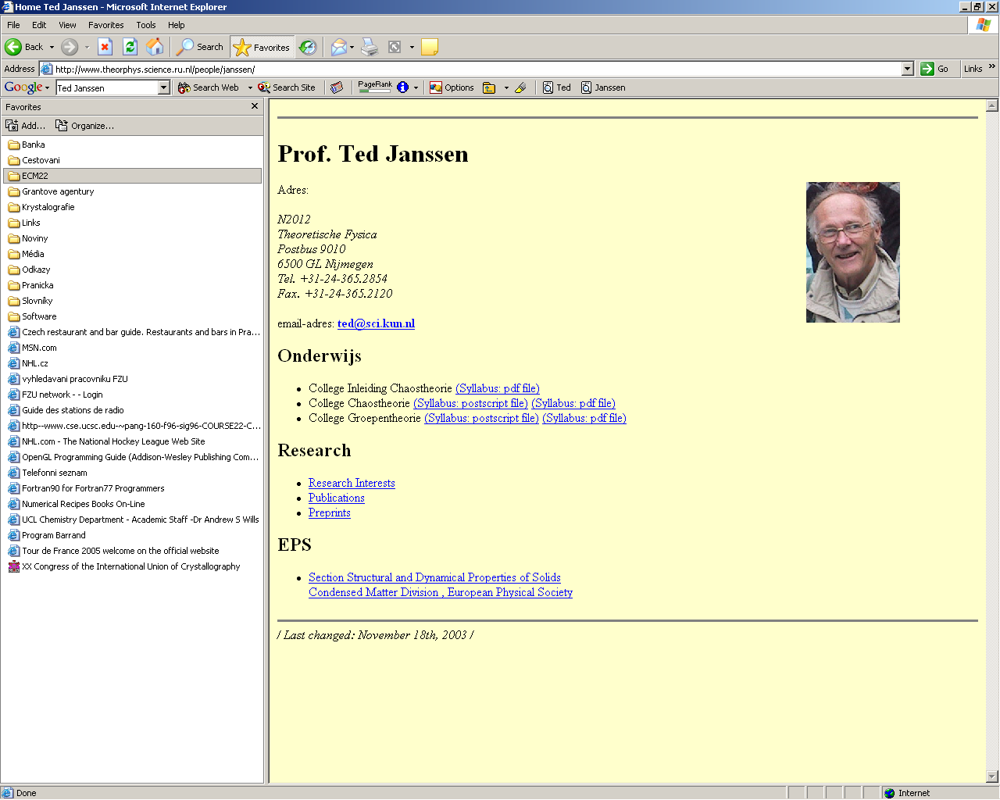 Home Ted Janssen - Microsoft Internet Explorer
File Edit View Favorites Tools Help
Back Search Favorites
Address http://www.theorphys.science.ru.nl/people/janssen/ Go Links »
Google Ted Janssen Search Web Search Site PageRank Options Ted Janssen
Favorites
Add... Organize...
Banka
Cestovani
ECM22
Grantove agentury
Krystalografie
Links
Noviny
Média
Odkazy
Pranicka
Slovníky
Software
Czech restaurant and bar guide. Restaurants and bars in Pra...
MSN.com
NHL.cz
vyhledavani pracovniku FZU
FZU network - - Login
Guide des stations de radio
http--www.cse.ucsc.edu-~pang-160-f96-sig96-COURSE22-C...
NHL.com - The National Hockey League Web Site
OpenGL Programming Guide (Addison-Wesley Publishing Com...
Telefonni seznam
Fortran90 for Fortran77 Programmers
Numerical Recipes Books On-Line
UCL Chemistry Department - Academic Staff -Dr Andrew S Wills
Program Barrand
Tour de France 2005 welcome on the official website
XX Congress of the International Union of Crystallography
Prof. Ted Janssen
Adres:
N2012
Theoretische Fysica
Postbus 9010
6500 GL Nijmegen
Tel. +31-24-365.2854
Fax. +31-24-365.2120
email-adres: ted@sci.kun.nl
Onderwijs
• College Inleiding Chaostheorie (Syllabus: pdf file)
• College Chaostheorie (Syllabus: postscript file) (Syllabus: pdf file)
• College Groepentheorie (Syllabus: postscript file) (Syllabus: pdf file)
Research
• Research Interests
• Publications
• Preprints
EPS
• Section Structural and Dynamical Properties of Solids
Condensed Matter Division , European Physical Society
/ Last changed: November 18th, 2003 /
Done Internet